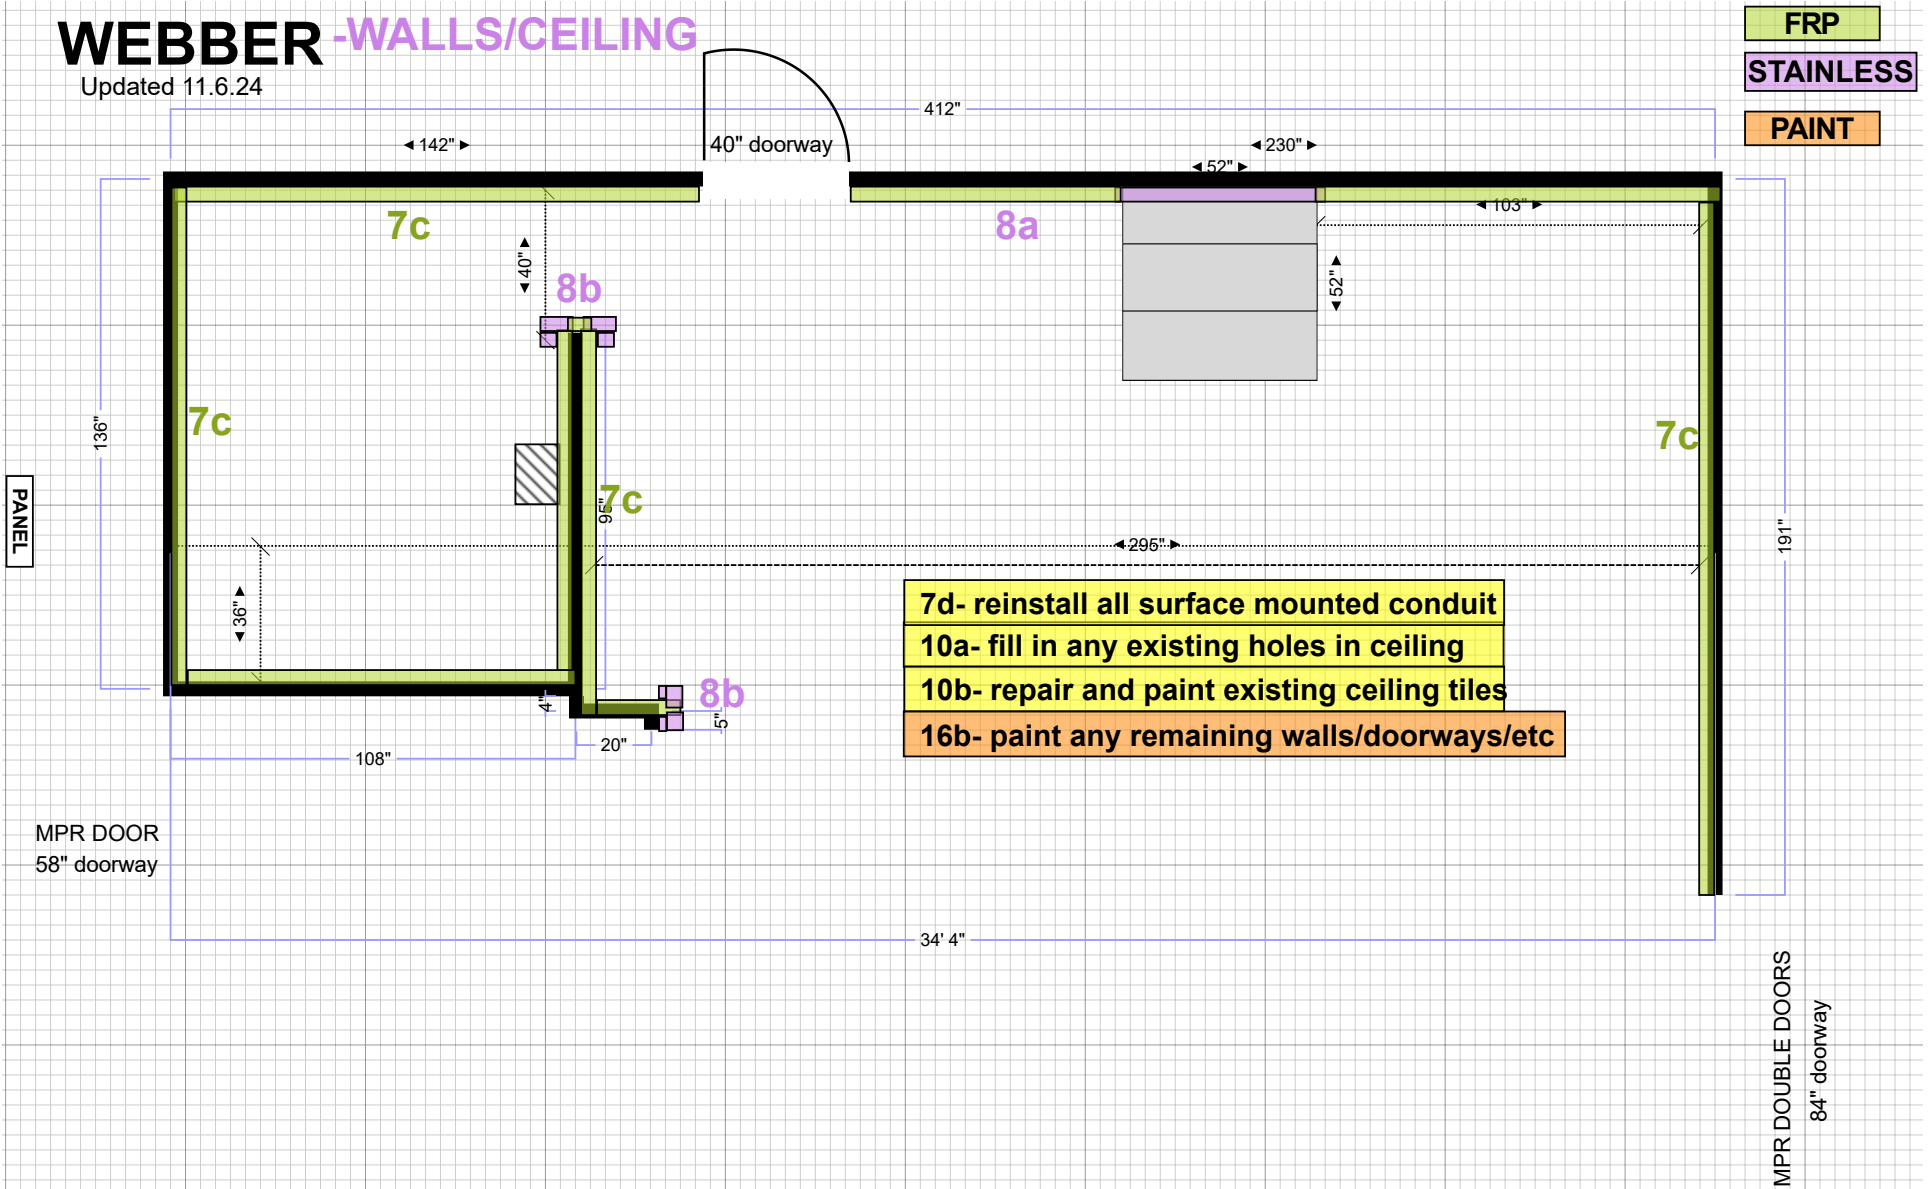 WEBBER -WALLS/CEILING
Updated 11.6.24
FRP
STAINLESS
PAINT
412"
142"
40" doorway
230"
52"
103"
7c
8a
40"
52"
8b
136"
7c
7c
PANEL
7c
95"
295"
191"
36"
7d- reinstall all surface mounted conduit
10a- fill in any existing holes in ceiling
10b- repair and paint existing ceiling tiles
16b- paint any remaining walls/doorways/etc
4"
8b
5"
20"
108"
MPR DOOR
58" doorway
34' 4"
MPR DOUBLE DOORS
84" doorway